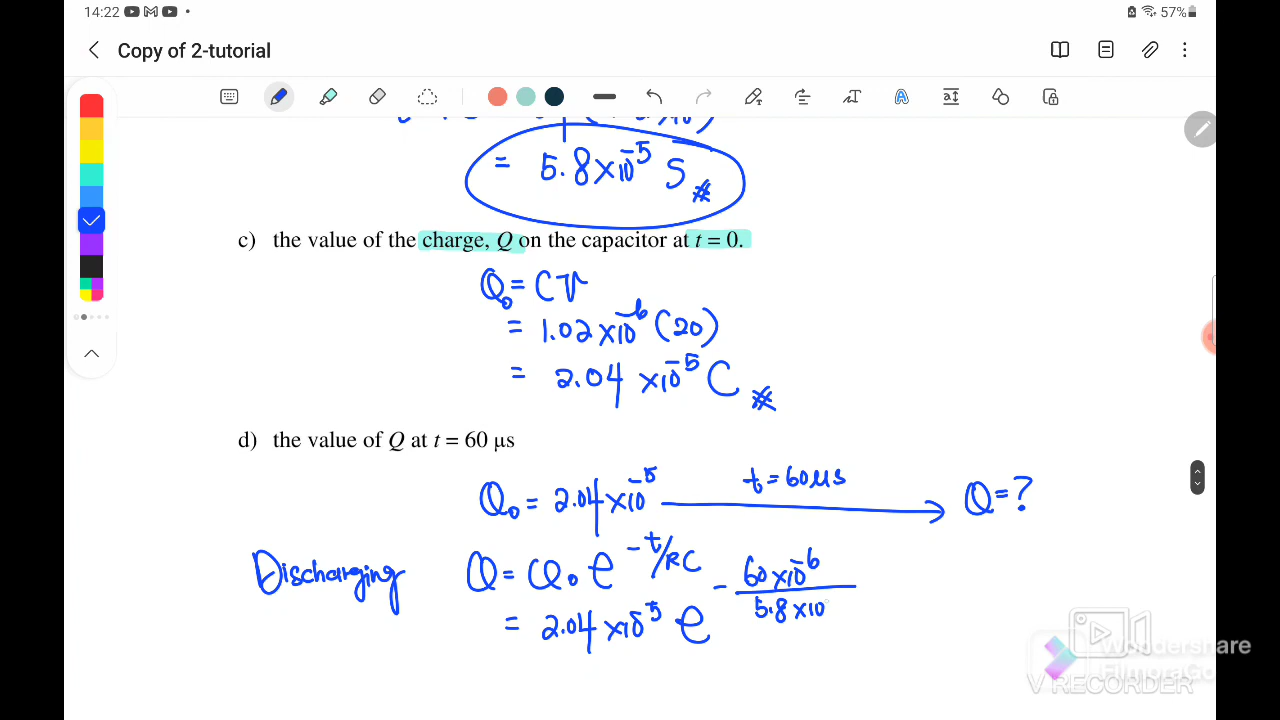 14:22
57%
Copy of 2-tutorial
= 5.8×10⁻⁵ S
c) the value of the charge, Q on the capacitor at t = 0.
Q₀ = CV
= 1.02×10⁻⁶ (20)
= 2.04 ×10⁻⁵ C
d) the value of Q at t = 60 μs
Q₀ = 2.04×10⁻⁵ t = 60μs Q = ?
Discharging Q = Q₀ e^(-t/RC)
= 2.04×10⁻⁵ e^(-60×10⁻⁶/5.8×10)
Wondershare
FilmoraGo
V RECORDER